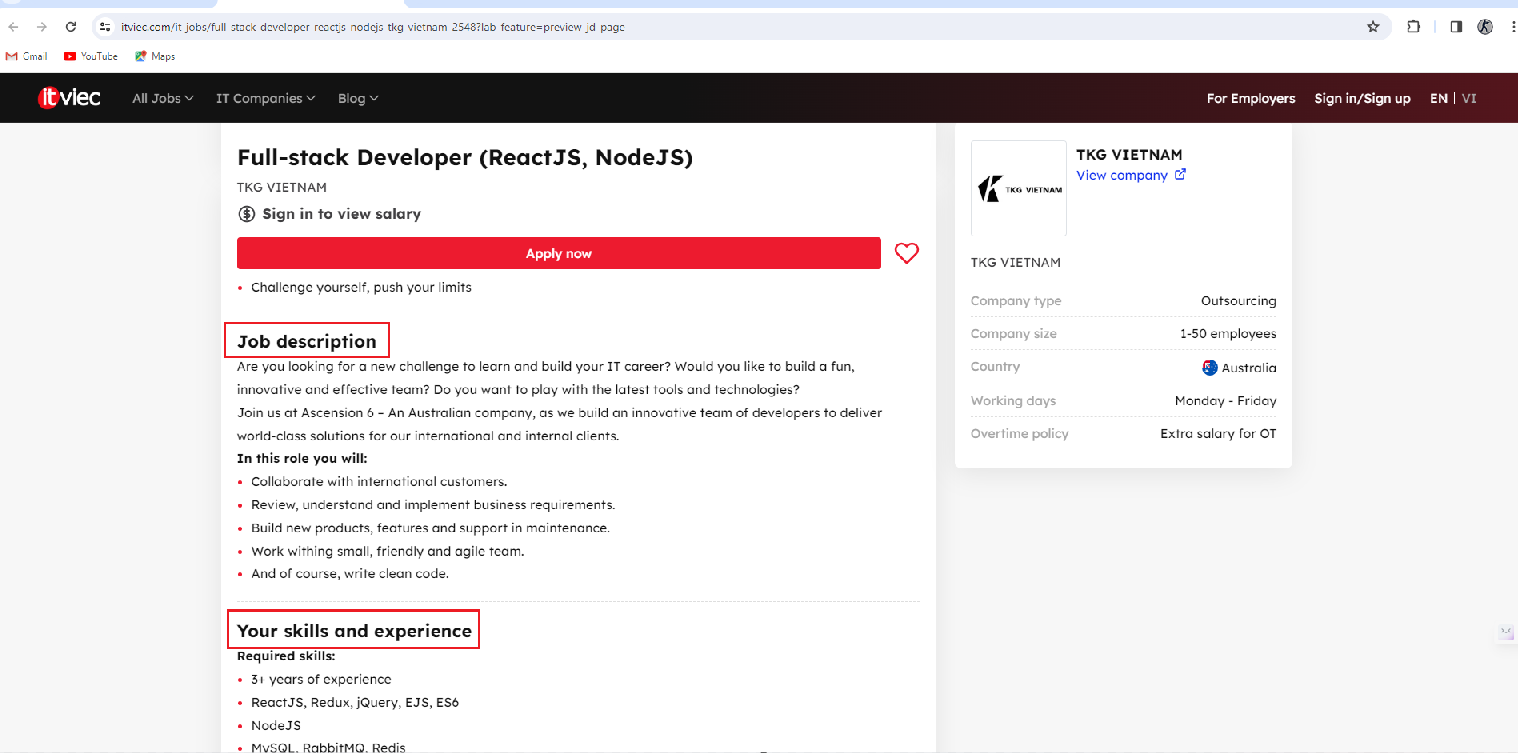 itviec.com/it-jobs/full-stack-developer-reactjs-nodejs-tkg-vietnam-2548?lab-feature=preview-jd-page
Gmail YouTube Maps
itviec All Jobs IT Companies Blog For Employers Sign in/Sign up EN | VI
Full-stack Developer (ReactJS, NodeJS)
TKG VIETNAM
Sign in to view salary
Apply now
Challenge yourself, push your limits
Job description
Are you looking for a new challenge to learn and build your IT career? Would you like to build a fun,
innovative and effective team? Do you want to play with the latest tools and technologies?
Join us at Ascension 6 – An Australian company, as we build an innovative team of developers to deliver
world-class solutions for our international and internal clients.
In this role you will:
Collaborate with international customers.
Review, understand and implement business requirements.
Build new products, features and support in maintenance.
Work withing small, friendly and agile team.
And of course, write clean code.
Your skills and experience
Required skills:
3+ years of experience
ReactJS, Redux, jQuery, EJS, ES6
NodeJS
MySQL, RabbitMQ, Redis
TKG VIETNAM
TKG VIETNAM
View company
TKG VIETNAM
Company type Outsourcing
Company size 1-50 employees
Country Australia
Working days Monday - Friday
Overtime policy Extra salary for OT